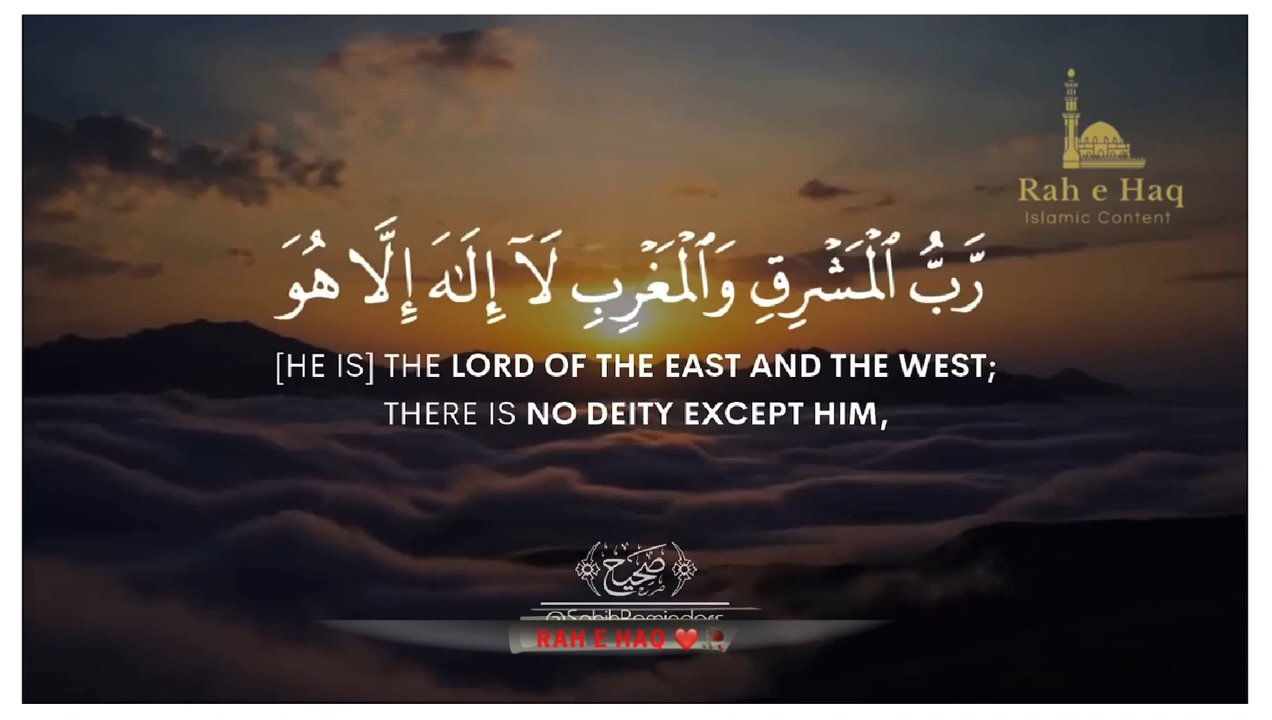 Rah e Haq
Islamic Content
رَّبُّ ٱلْمَشْرِقِ وَٱلْمَغْرِبِ لَآ إِلَٰهَ إِلَّا هُوَ
[HE IS] THE LORD OF THE EAST AND THE WEST;
THERE IS NO DEITY EXCEPT HIM,
صحيح
RAH E HAQ ❤️🥀